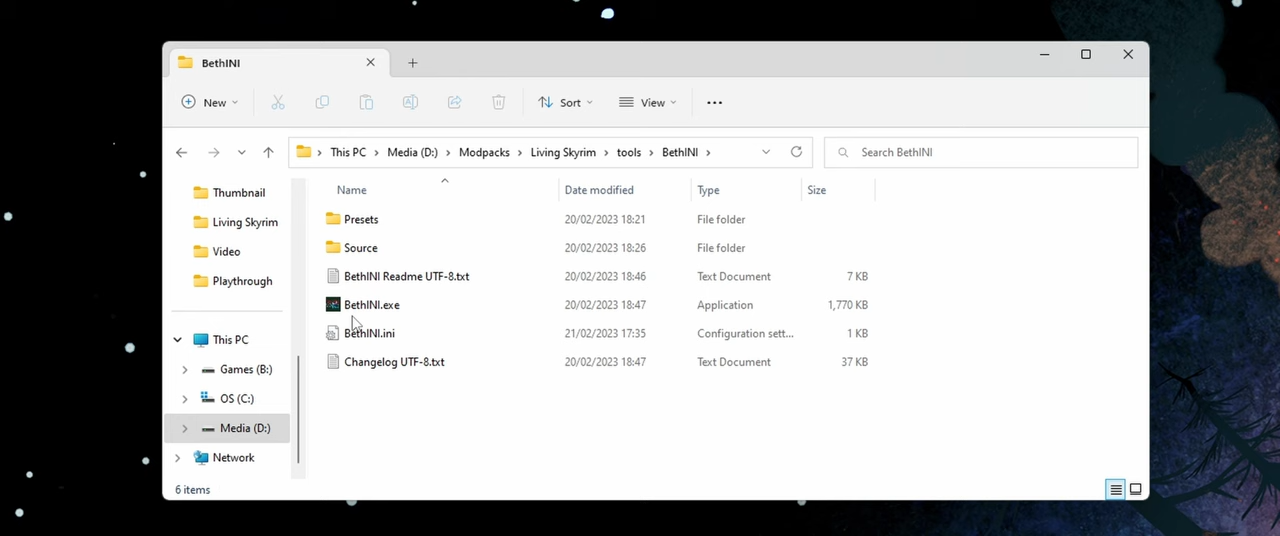 BethINI
New
Sort
View
This PC > Media (D:) > Modpacks > Living Skyrim > tools > BethINI >
Search BethINI
Thumbnail
Living Skyrim
Video
Playthrough
This PC
Games (B:)
OS (C:)
Media (D:)
Network
Name Date modified Type Size
Presets 20/02/2023 18:21 File folder
Source 20/02/2023 18:26 File folder
BethINI Readme UTF-8.txt 20/02/2023 18:46 Text Document 7 KB
BethINI.exe 20/02/2023 18:47 Application 1,770 KB
BethINI.ini 21/02/2023 17:35 Configuration sett... 1 KB
Changelog UTF-8.txt 20/02/2023 18:47 Text Document 37 KB
6 items